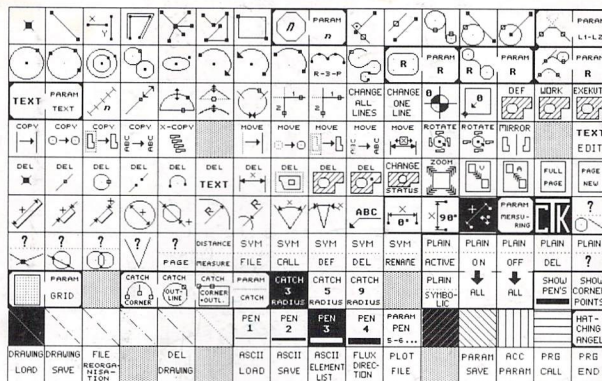 Y n PARAM n PARAM L1-L2
R-3-P R PARAM R PARAM R PARAM R
TEXT PARAM TEXT n CHANGE ALL LINES CHANGE ONE LINE 0 DEF WORK EXECUT
COPY COPY COPY COPY ABC ABC X-COPY MOVE MOVE MOVE MOVE MOVE ROTATE ROTATE MIRROR TEXT EDIT
DEL DEL DEL DEL DEL DEL TEXT DEL DEL DEL DEL CHANGE STATUS ZOOM FULL PAGE PAGE NEW
R R ABC X 0° X 90° PARAM MEASU-RING CTK ?
? ? ? ? ? PAGE DISTANCE MEASURE SYM FILE SYM CALL SYM DEF SYM DEL SYM RENAME PLAIN ACTIVE PLAIN ON PLAIN OFF PLAIN DEL PLAIN ?
PARAM GRID CATCH CORNER CATCH OUT-LINE CATCH CORNER +OUTL. PARAM CATCH CATCH 3 RADIUS CATCH 5 RADIUS CATCH 9 RADIUS PLAIN SYMBO-LIC ALL ALL SHOW PEN'S SHOW CORNER POINTS
PEN 1 PEN 2 PEN 3 PEN 4 PARAM PEN 5-6... HAT-CHING ANGEL
DRAWING LOAD DRAWING SAVE FILE REORGA-NISA-TION DEL DRAWING ASCII LOAD ASCII SAVE ASCII ELEMENT LIST FLUX DIREC-TION PLOT FILE PARAM SAVE ACC PARAM PRG CALL PRG END